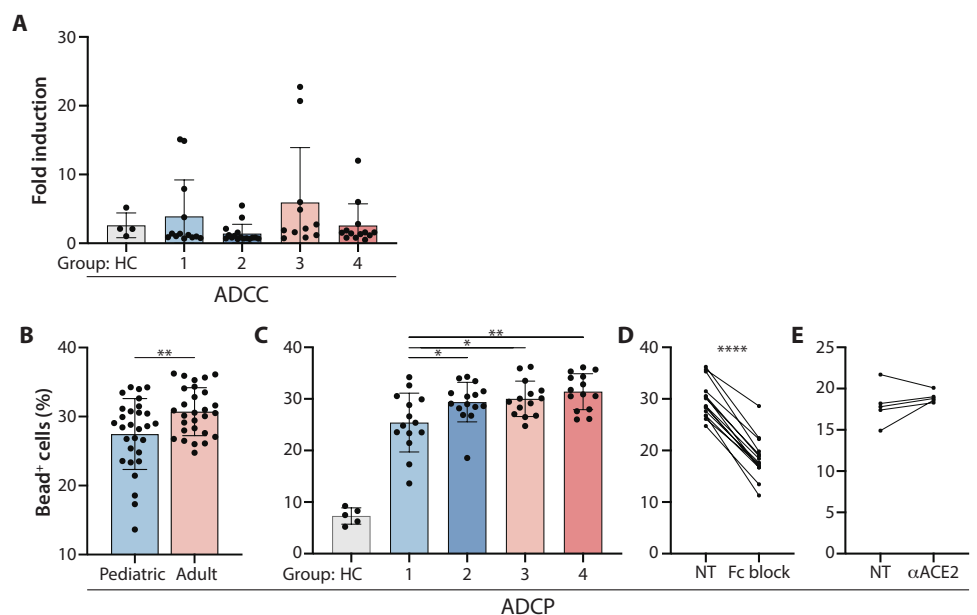 A
30
20
10
0
Fold induction
Group: HC 1 2 3 4
ADCC
B
**
40
30
20
10
Bead⁺ cells (%)
Pediatric Adult
C
**
*
*
40
30
20
10
0
Group: HC 1 2 3 4
D
****
40
30
20
10
0
NT Fc block
E
25
20
15
10
5
0
NT αACE2
ADCP